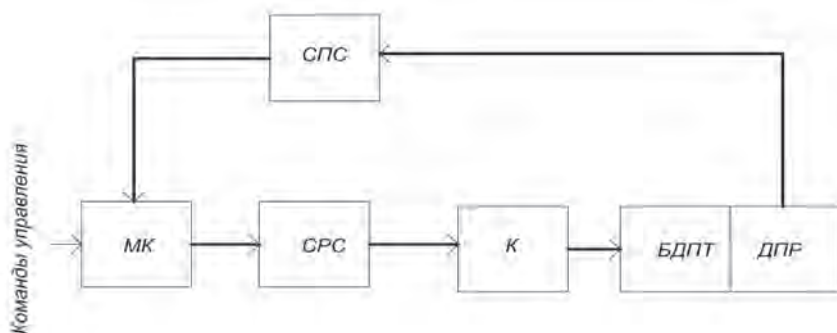 СПС
Команды управления
МК
СРС
К
БДПТ
ДПР